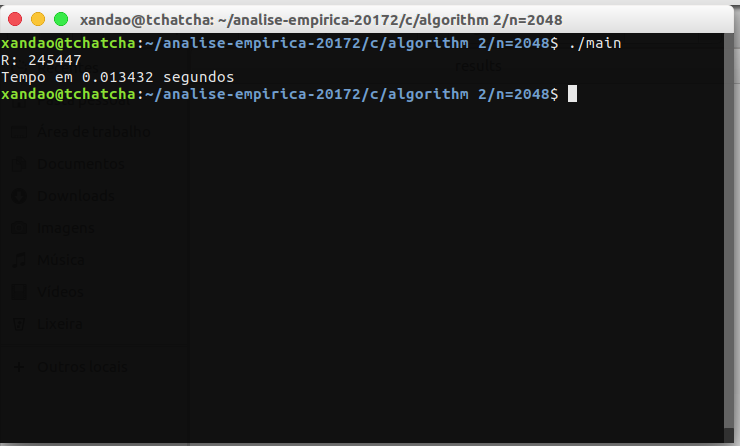 xandao@tchatcha: ~/analise-empirica-20172/c/algorithm 2/n=2048
xandao@tchatcha:~/analise-empirica-20172/c/algorithm 2/n=2048$ ./main
results
R: 245447
Tempo em 0.013432 segundos
xandao@tchatcha:~/analise-empirica-20172/c/algorithm 2/n=2048$
Área de trabalho
Documentos
Downloads
Imagens
Música
Vídeos
Lixeira
+ Outros locais